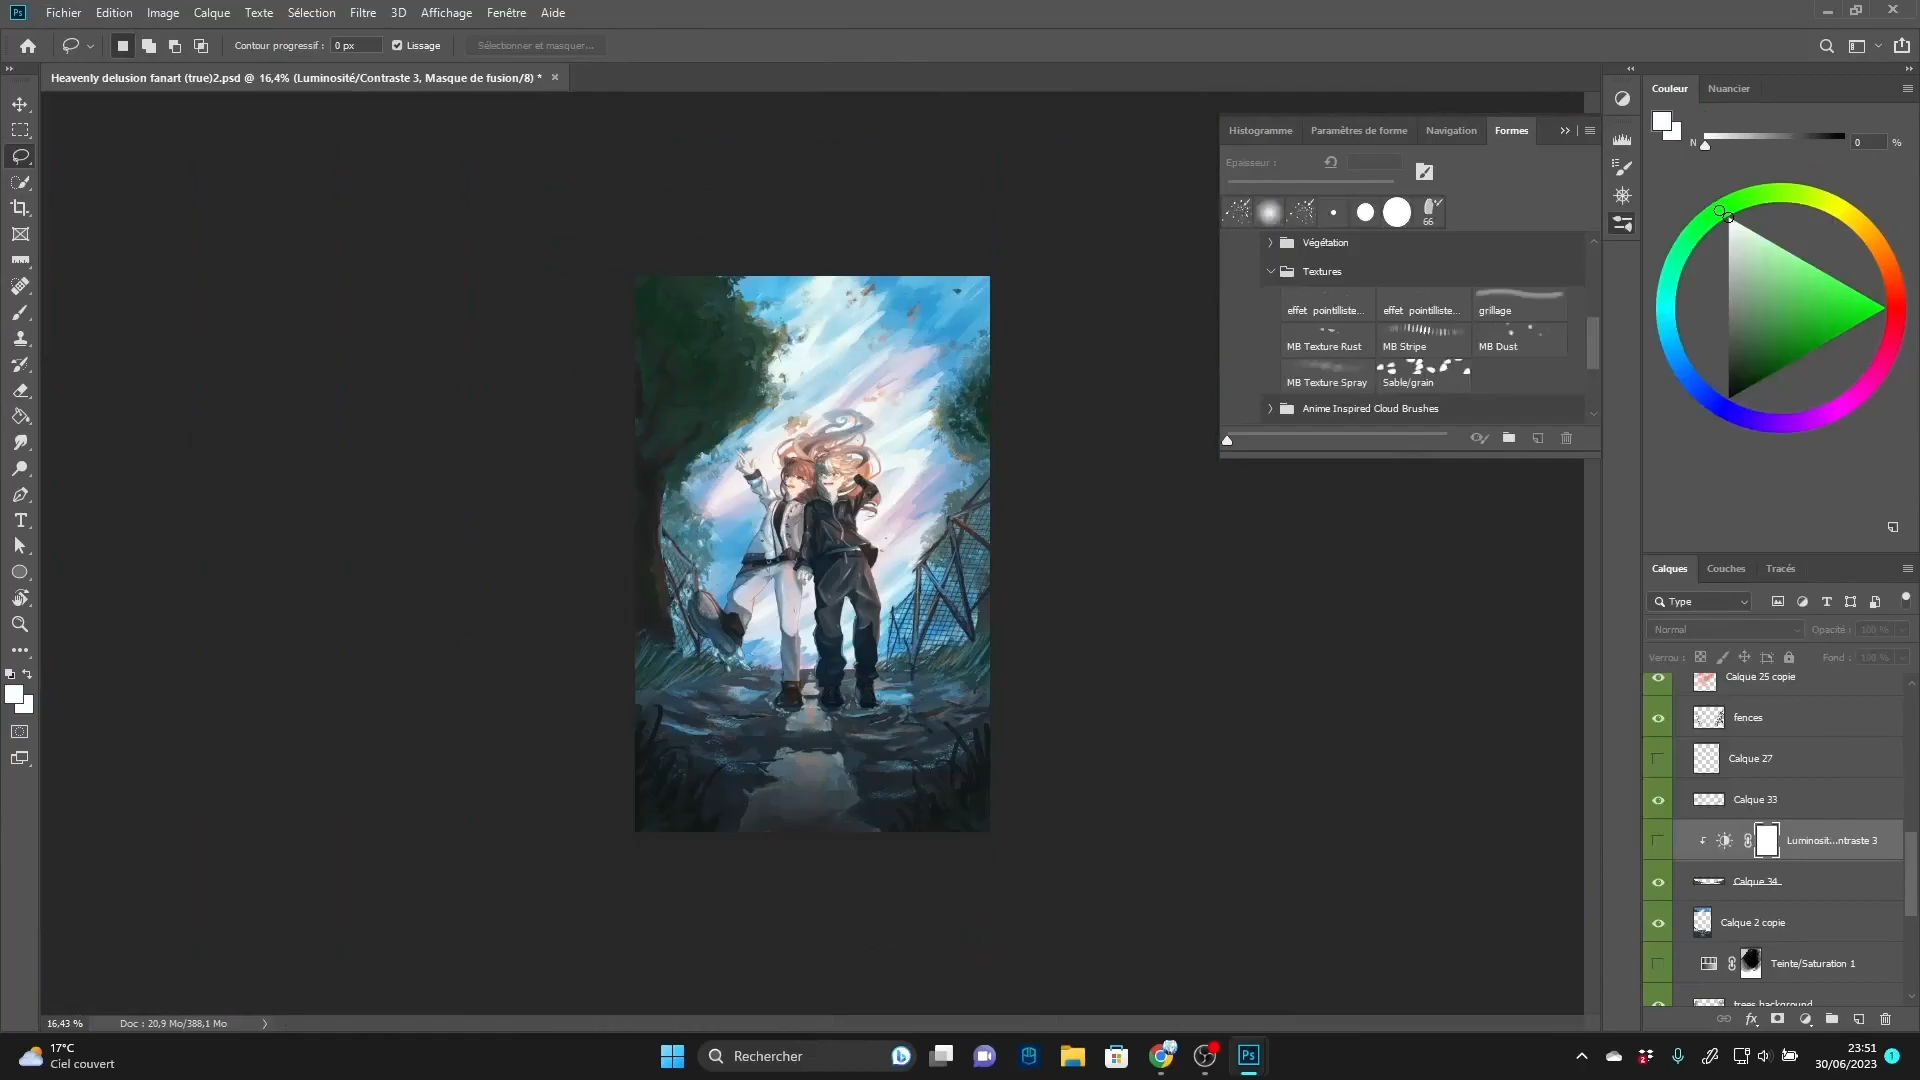 Ps Fichier Edition Image Calque Texte Sélection Filtre 3D Affichage Fenêtre Aide
Contour progressif : 0 px Lissage Sélectionner et masquer...
Heavenly delusion fanart (true)2.psd @ 16,4% (Luminosité/Contraste 3, Masque de fusion/8) *
Histogramme Paramètres de forme Navigation Formes
Epaisseur :
66
Végétation
Textures
effet pointilliste... effet pointilliste... grillage
MB Texture Rust MB Stripe MB Dust
MB Texture Spray Sable/grain
Anime Inspired Cloud Brushes
Couleur Nuancier
N 0 %
Calques Couches Tracés
Type
Normal Opacité : 100 %
Verrou : Fond : 100 %
Calque 25 copie
fences
Calque 27
Calque 33
Luminosit...ntraste 3
Calque 34
Calque 2 copie
Teinte/Saturation 1
trees background
16,43 % Doc : 20,9 Mo/388,1 Mo
17°C
Ciel couvert
Rechercher
Ps
2
23:51
30/06/2023
1